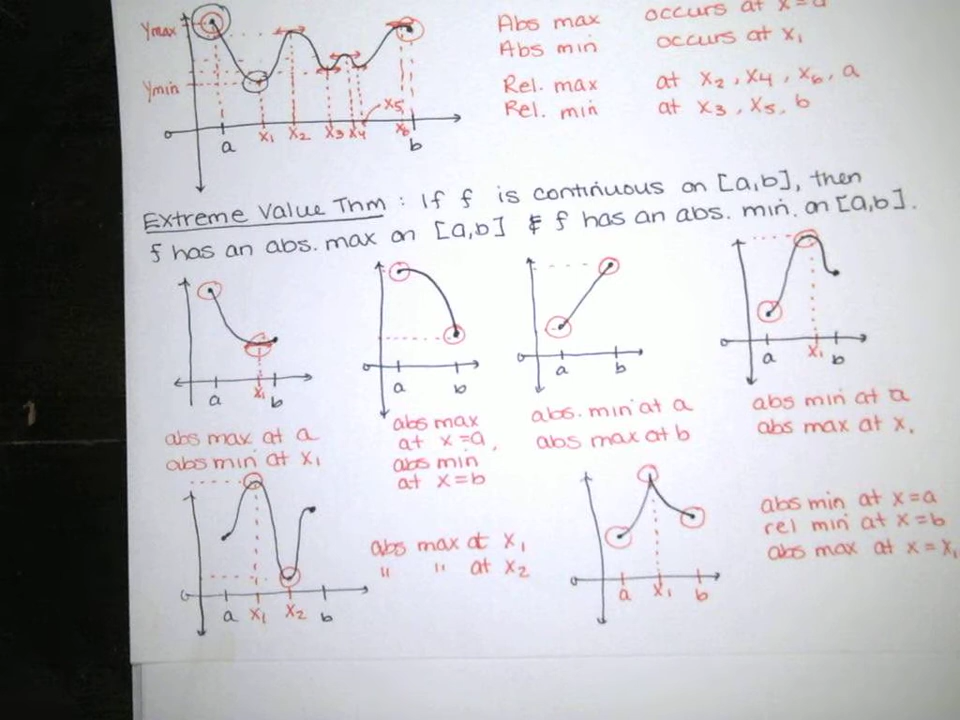 Abs max occurs at x = a
Abs min occurs at x1
Rel. max at x2, x4, x6, a
Rel. min at x3, x5, b
Ymax
Ymin
x5
a x1 x2 x3 x4 x6 b
Extreme Value Thm : If f is continuous on [a,b], then
f has an abs. max on [a,b] & f has an abs. min. on [a,b].
a x1 b
a b
a b
a x1 b
abs max at a
abs min at x1
abs max
at x=a,
abs min
at x=b
abs. min at a
abs max at b
abs min at a
abs max at x1
a x1 x2 b
abs max at x1
" " at x2
a x1 b
abs min at x=a
rel min at x=b
abs max at x=x1